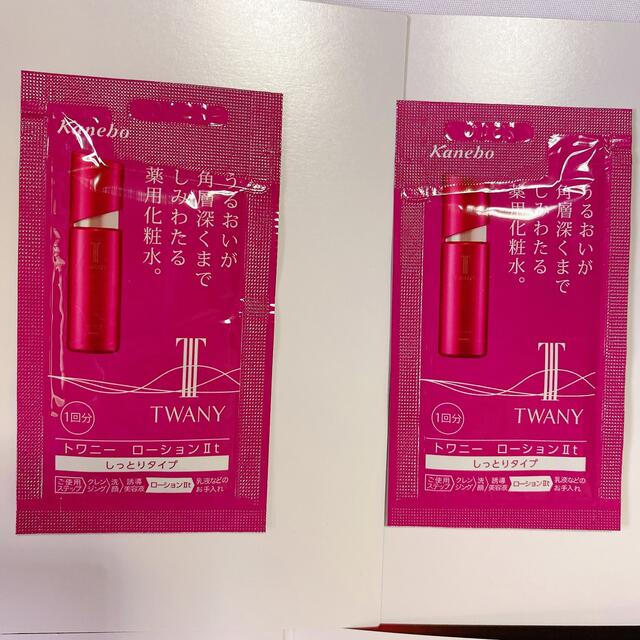 Kanebo
うるおいが
角層深くまで
しみわたる
薬用化粧水。
TWANY
1回分
TWANY
トワニー ローションⅡt
しっとりタイプ
ご使用ステップ クレンジング 洗顔 誘導美容液 ローションⅡt 乳液などのお手入れ
Kanebo
うるおいが
角層深くまで
しみわたる
薬用化粧水。
TWANY
1回分
TWANY
トワニー ローションⅡt
しっとりタイプ
ご使用ステップ クレンジング 洗顔 誘導美容液 ローションⅡt 乳液などのお手入れ